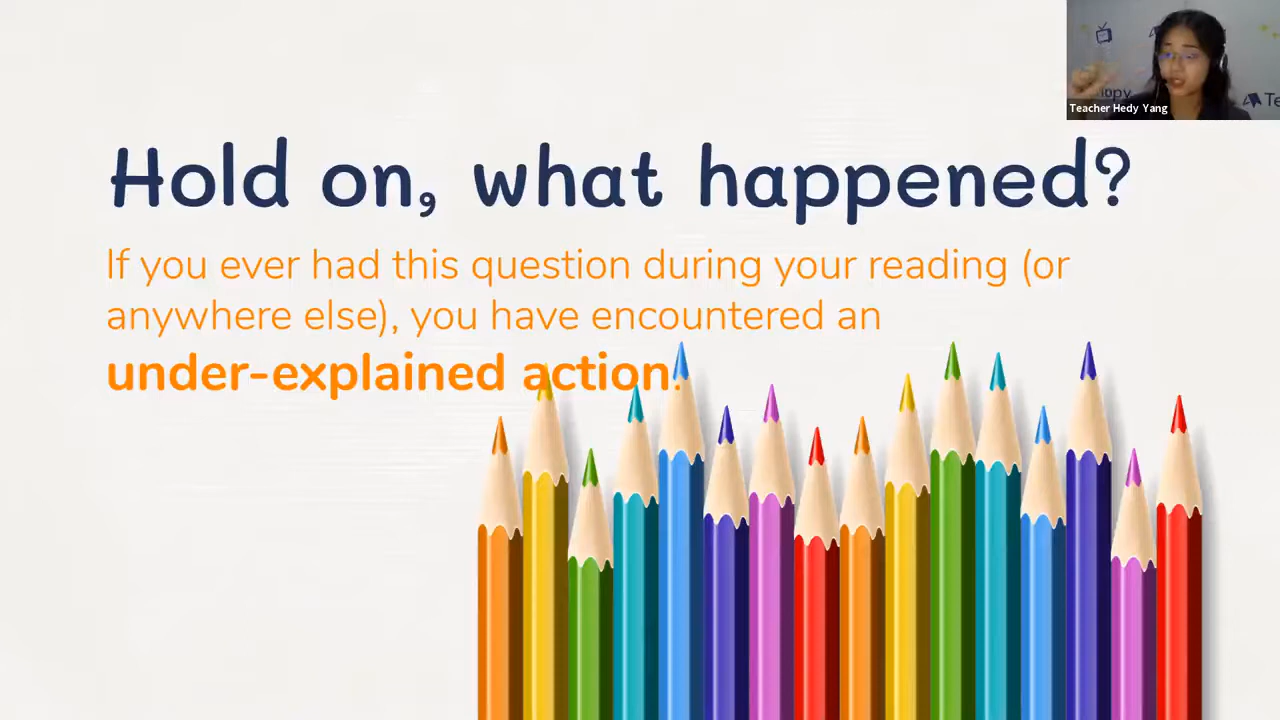 Hold on, what happened?
If you ever had this question during your reading (or
anywhere else), you have encountered an
under-explained action.
Teacher Hedy Yang